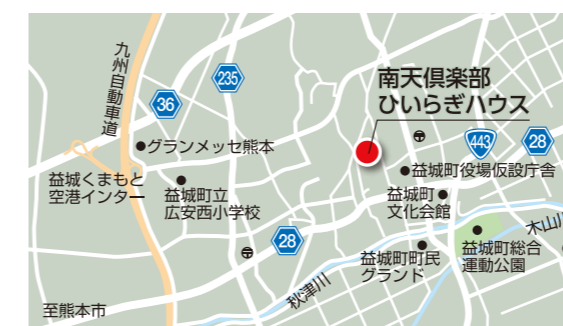 九州自動車道
36
235
南天倶楽部
ひいらぎハウス
443
28
グランメッセ熊本
益城町役場仮設庁舎
益城くまもと
空港インター
益城町立
広安西小学校
益城町
文化会館
28
木山川
益城町町民
グランド
益城町総合
運動公園
秋津川
至熊本市